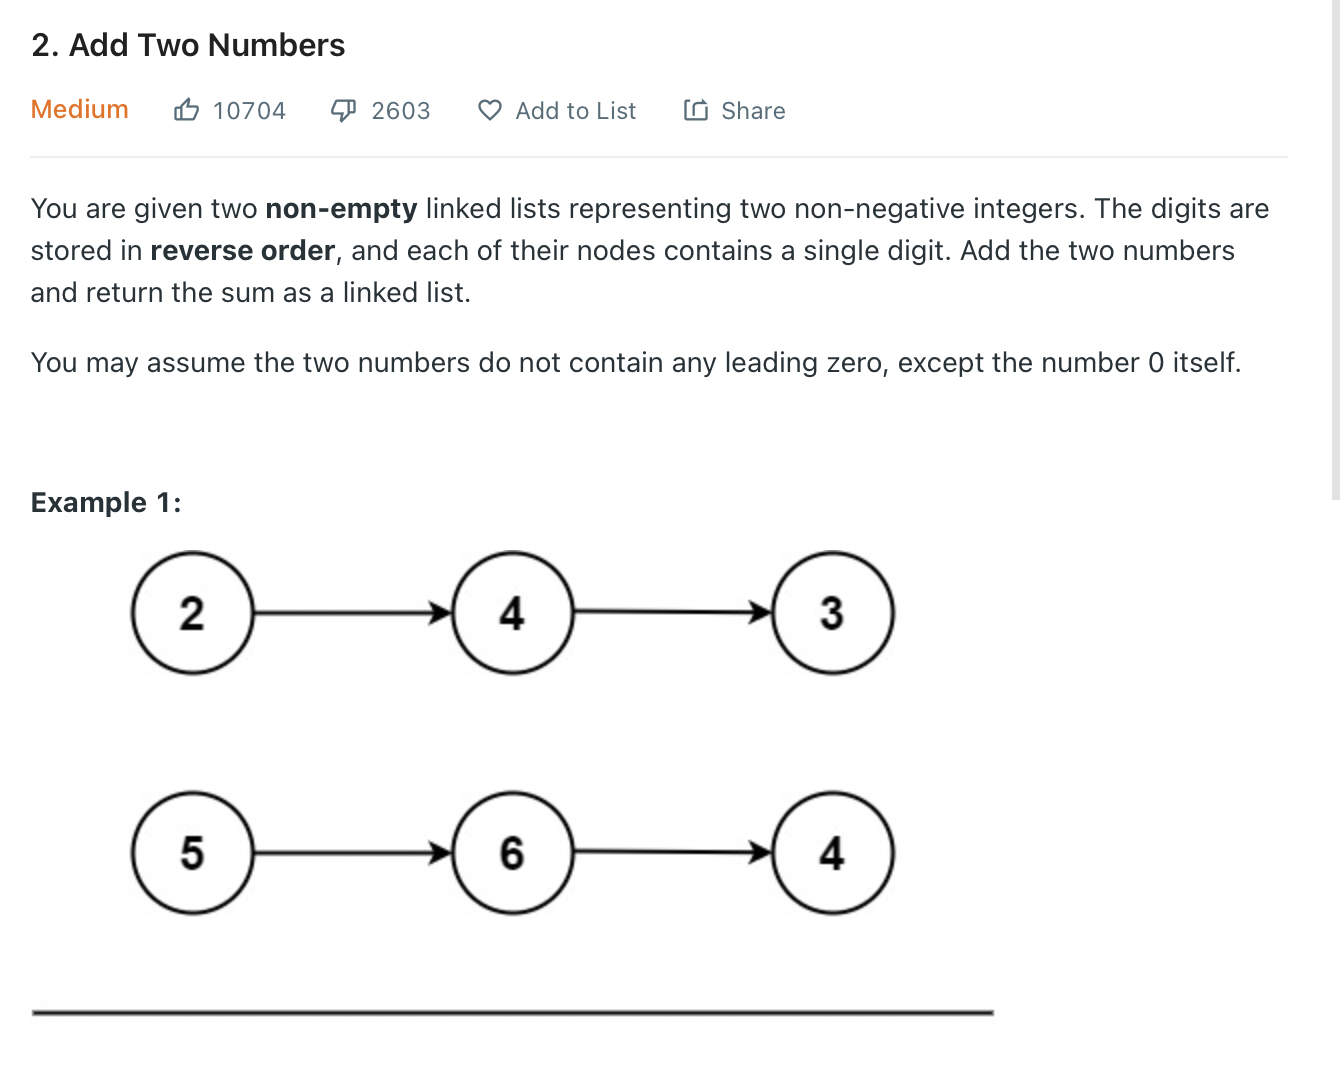 2. Add Two Numbers
Medium 10704 2603 Add to List Share
You are given two non-empty linked lists representing two non-negative integers. The digits are
stored in reverse order, and each of their nodes contains a single digit. Add the two numbers
and return the sum as a linked list.
You may assume the two numbers do not contain any leading zero, except the number 0 itself.
Example 1:
2 4 3
5 6 4